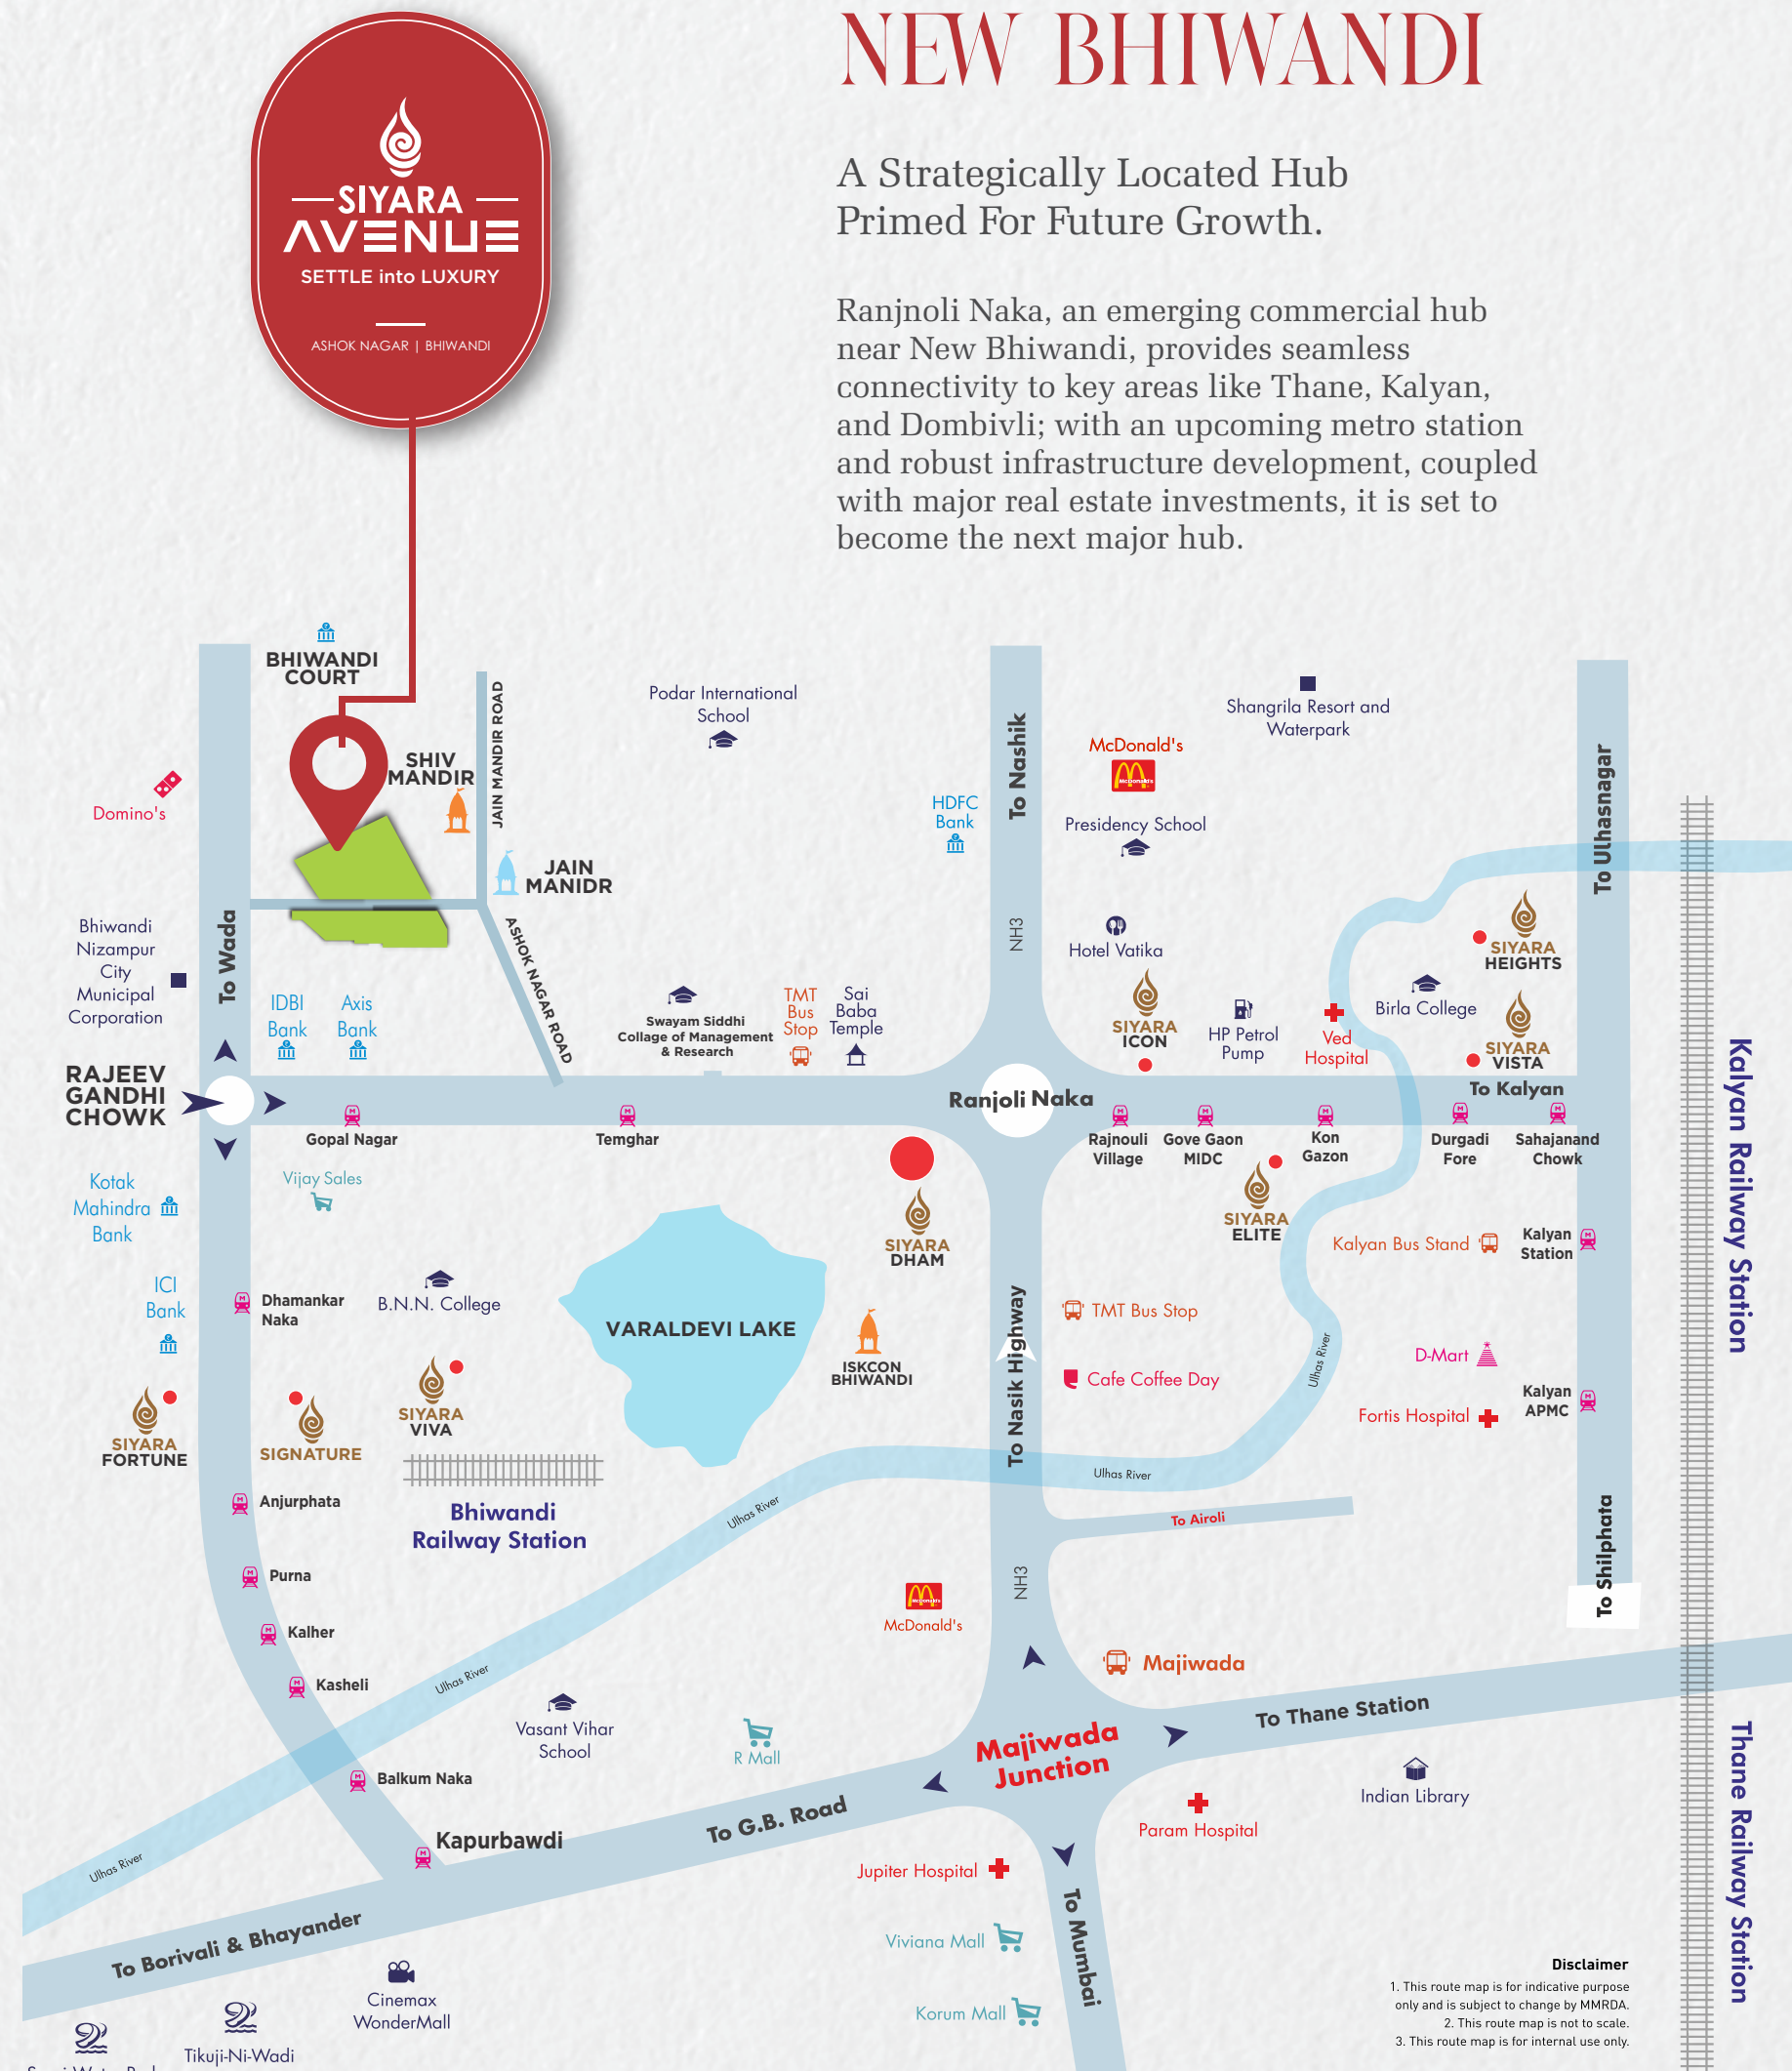 NEW BHIWANDI
A Strategically Located Hub
Primed For Future Growth.
Ranjnoli Naka, an emerging commercial hub
near New Bhiwandi, provides seamless
connectivity to key areas like Thane, Kalyan,
and Dombivli; with an upcoming metro station
and robust infrastructure development, coupled
with major real estate investments, it is set to
become the next major hub.
SIYARA
AVENUE
SETTLE into LUXURY
ASHOK NAGAR | BHIWANDI
BHIWANDI
COURT
SHIV
MANDIR
JAIN MANDIR ROAD
JAIN
MANIDR
ASHOK NAGAR ROAD
Podar International
School
Domino's
Bhiwandi
Nizampur
City
Municipal
Corporation
To Wada
IDBI
Bank
Axis
Bank
Swayam Siddhi
Collage of Management
& Research
TMT
Bus
Stop
Sai
Baba
Temple
HDFC
Bank
To Nashik
NH3
McDonald's
McDonald's
Presidency School
Shangrila Resort and
Waterpark
Hotel Vatika
SIYARA
ICON
HP Petrol
Pump
Ved
Hospital
Birla College
SIYARA
HEIGHTS
SIYARA
VISTA
To Ulhasnagar
To Kalyan
RAJEEV
GANDHI
CHOWK
Ranjoli Naka
Gopal Nagar
Temghar
Rajnouli
Village
Gove Gaon
MIDC
Kon
Gazon
Durgadi
Fore
Sahajanand
Chowk
Kalyan Railway Station
Kotak
Mahindra
Bank
Vijay Sales
ICI
Bank
Dhamankar
Naka
B.N.N. College
VARALDEVI LAKE
SIYARA
DHAM
ISKCON
BHIWANDI
SIYARA
ELITE
Kalyan Bus Stand
Kalyan
Station
TMT Bus Stop
Cafe Coffee Day
To Nasik Highway
Ulhas River
D-Mart
Kalyan
APMC
Fortis Hospital
SIYARA
FORTUNE
SIGNATURE
SIYARA
VIVA
Bhiwandi
Railway Station
Anjurphata
Purna
Kalher
Kasheli
Balkum Naka
Kapurbawdi
Ulhas River
Ulhas River
Ulhas River
Ulhas River
To Airoli
NH3
To Shilphata
McDonald's
McDonald's
Majiwada
Vasant Vihar
School
R Mall
Majiwada
Junction
To Thane Station
To G.B. Road
Indian Library
Param Hospital
Jupiter Hospital
Viviana Mall
Korum Mall
To Mumbai
To Borivali & Bhayander
Cinemax
WonderMall
Tikuji-Ni-Wadi
Thane Railway Station
Disclaimer
1. This route map is for indicative purpose
only and is subject to change by MMRDA.
2. This route map is not to scale.
3. This route map is for internal use only.